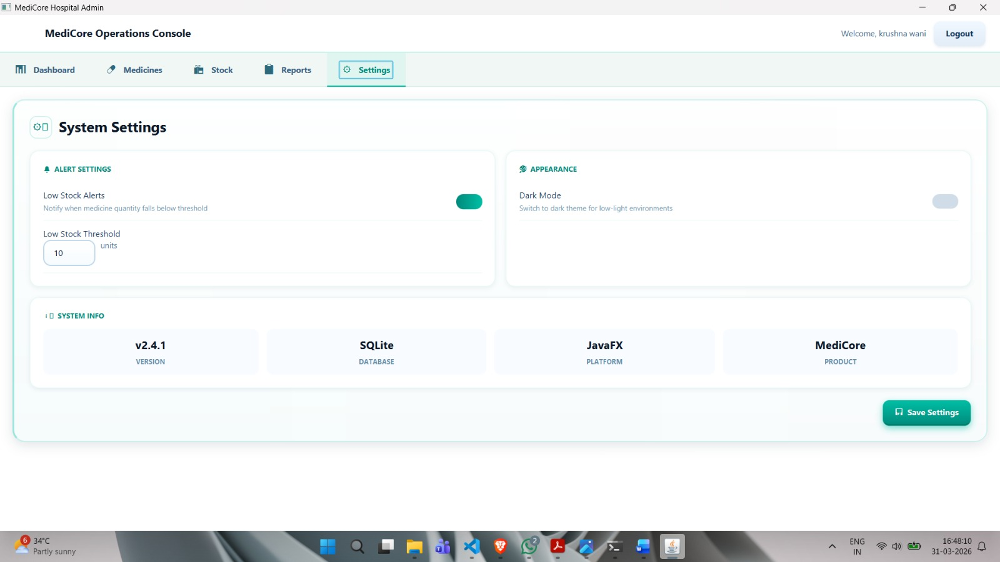 MediCore Hospital Admin
MediCore Operations Console
Welcome, krushna wani
Logout
Dashboard
Medicines
Stock
Reports
Settings
System Settings
ALERT SETTINGS
Low Stock Alerts
Notify when medicine quantity falls below threshold
Low Stock Threshold
10 units
APPEARANCE
Dark Mode
Switch to dark theme for low-light environments
SYSTEM INFO
v2.4.1
VERSION
SQLite
DATABASE
JavaFX
PLATFORM
MediCore
PRODUCT
Save Settings
6
34°C
Partly sunny
2
ENG
IN
16:48:10
31-03-2026